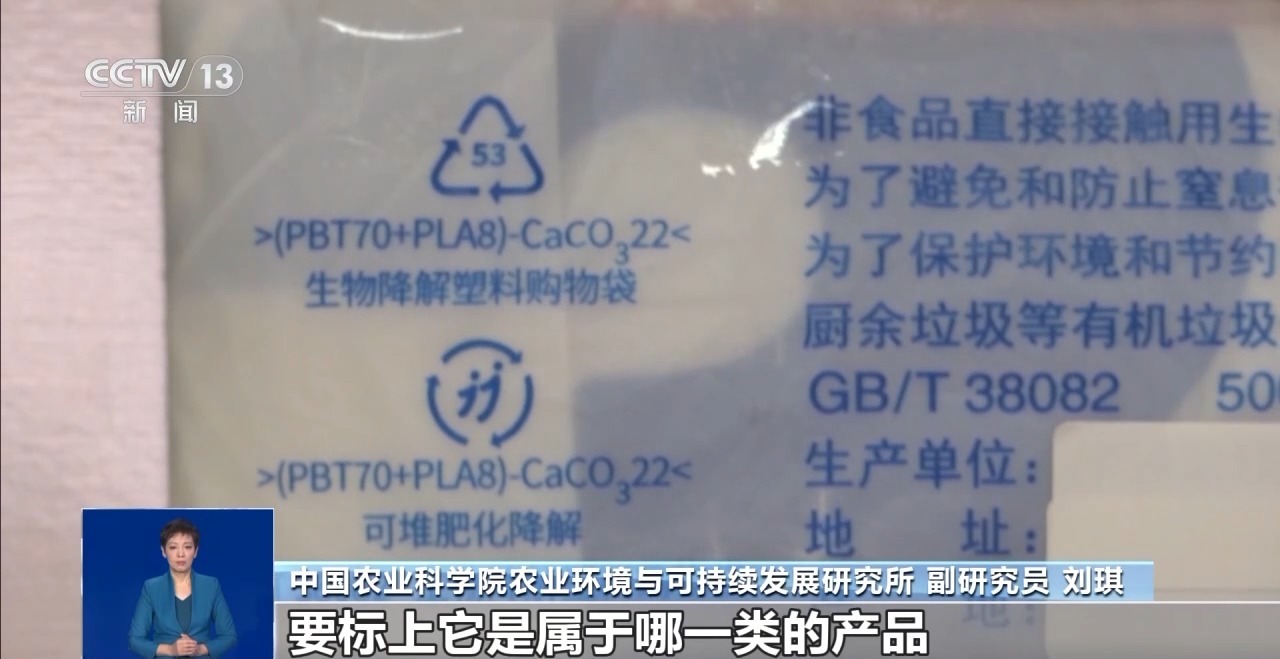 CCTV 13
新闻
53
>(PBT70+PLA8)-CaCO₃22<
生物降解塑料购物袋
>(PBT70+PLA8)-CaCO₃22<
可堆肥化降解
非食品直接接触用生
为了避免和防止窒息
为了保护环境和节约
厨余垃圾等有机垃圾
GB/T 38082 50
生产单位：
地 址：
地：
中国农业科学院农业环境与可持续发展研究所 副研究员 刘琪
要标上它是属于哪一类的产品